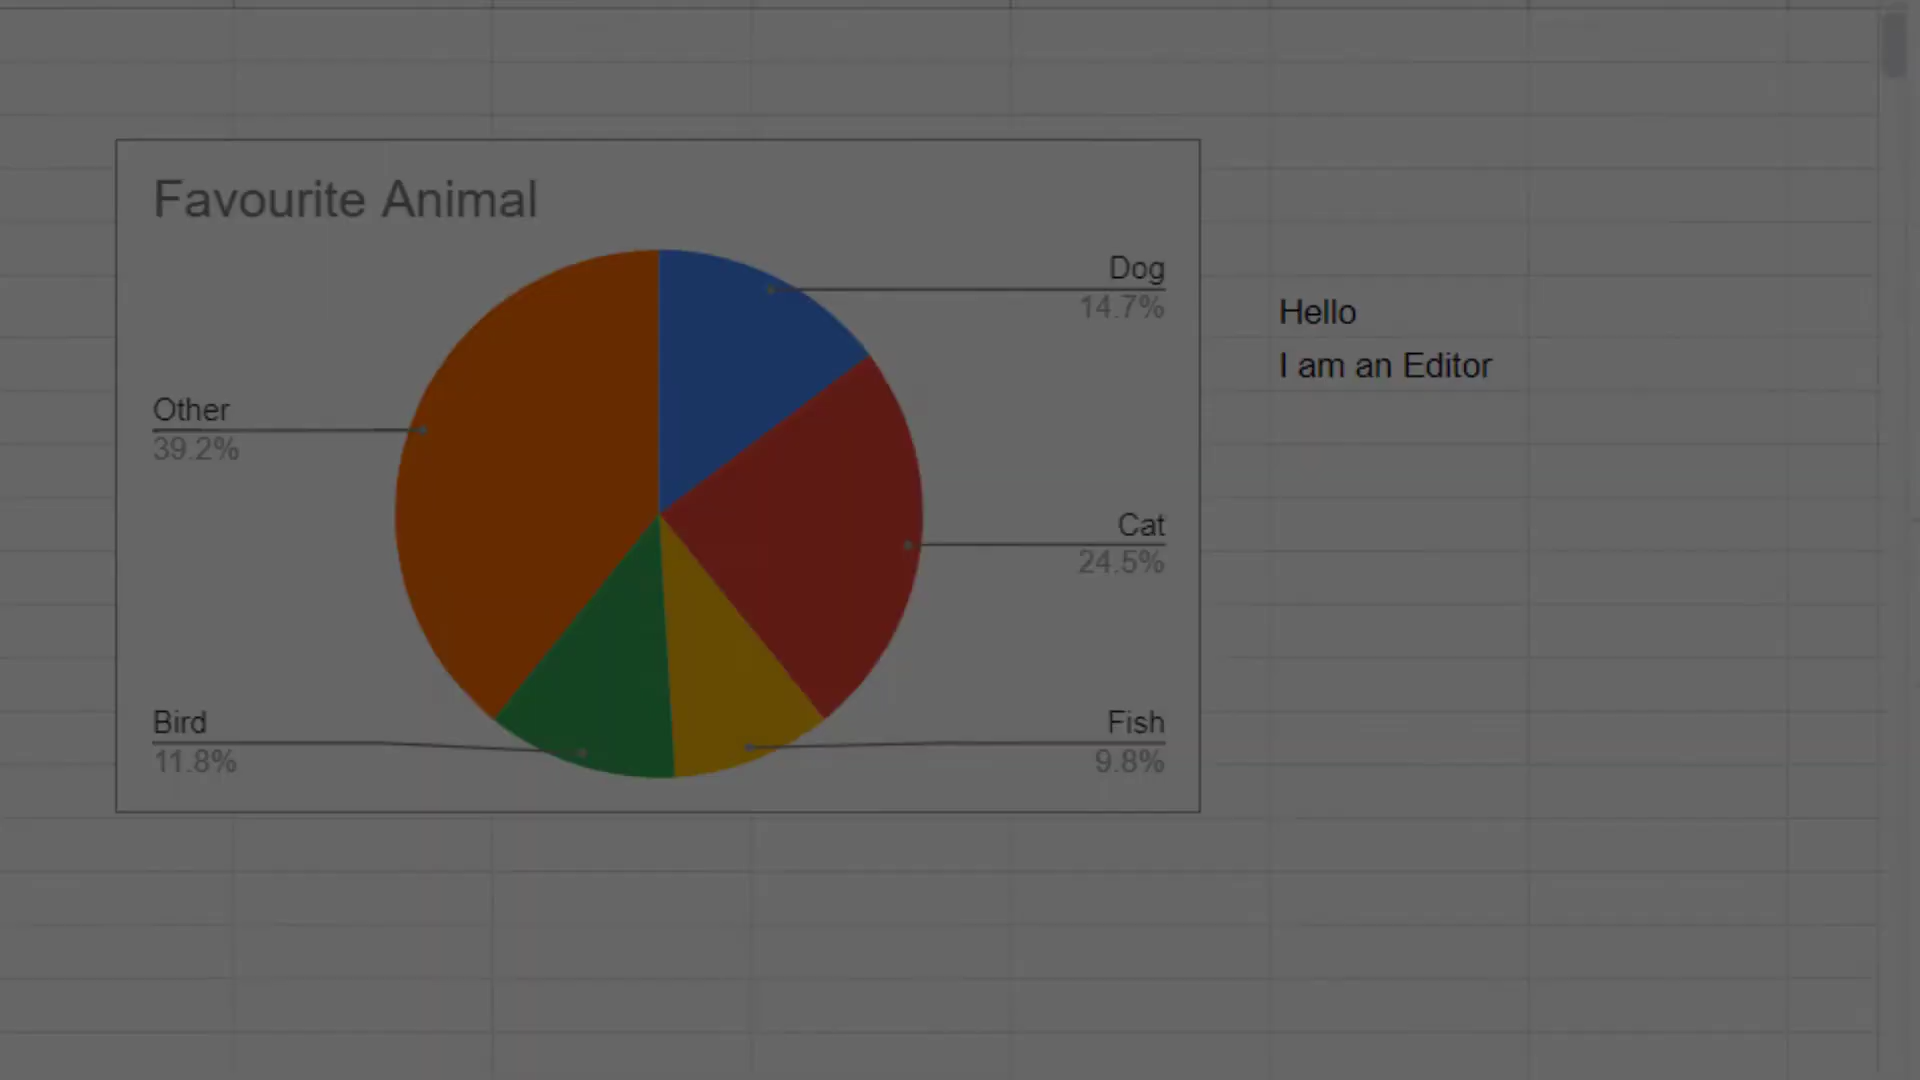 Favourite Animal
Dog
14.7%
Hello
I am an Editor
Other
39.2%
Cat
24.5%
Bird
11.8%
Fish
9.8%